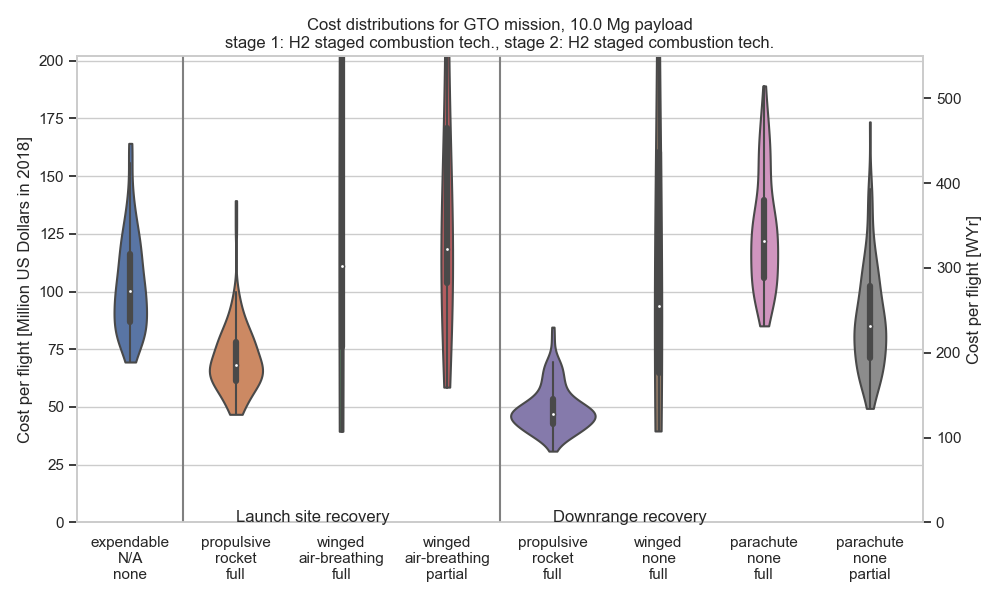 Cost distributions for GTO mission, 10.0 Mg payload
stage 1: H2 staged combustion tech., stage 2: H2 staged combustion tech.
Cost per flight [Million US Dollars in 2018]
200
175
150
125
100
75
50
25
0
500
400
300
200
100
0
Cost per flight [WYr]
Launch site recovery
Downrange recovery
expendable
N/A
none
propulsive
rocket
full
winged
air-breathing
full
winged
air-breathing
partial
propulsive
rocket
full
winged
none
full
parachute
none
full
parachute
none
partial